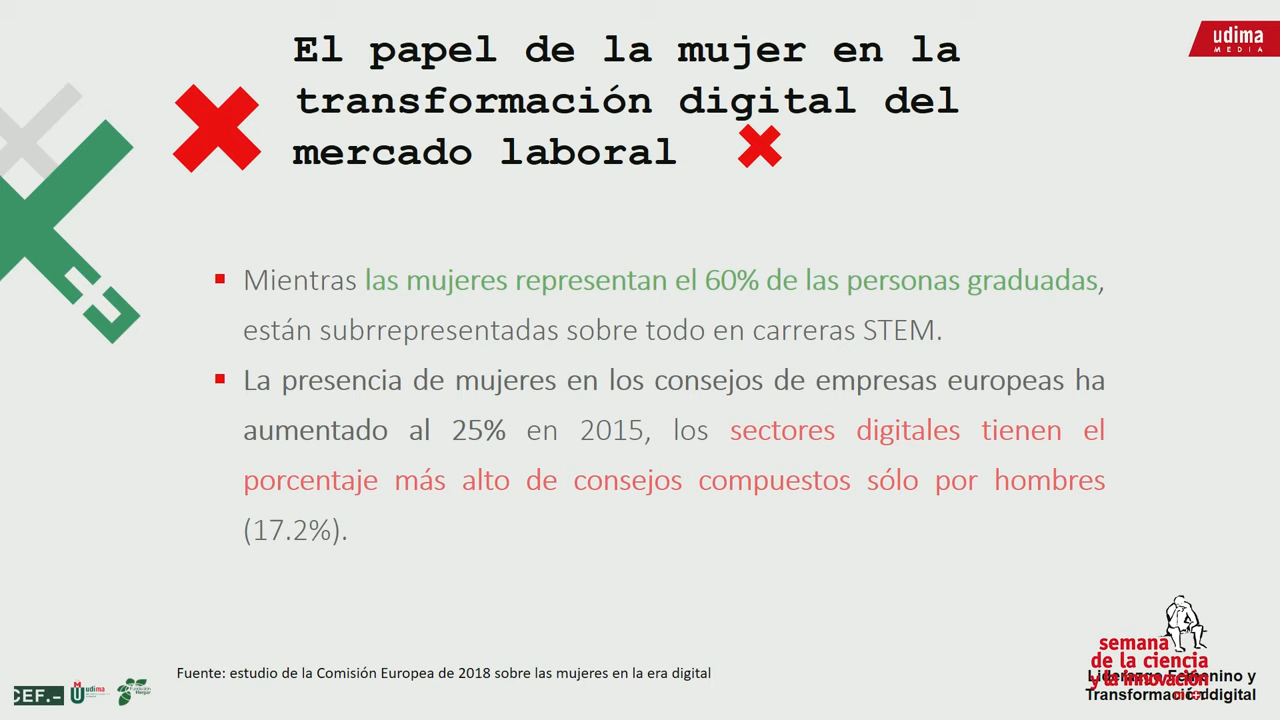 El papel de la mujer en la
transformación digital del
mercado laboral
udima
MEDIA
Mientras las mujeres representan el 60% de las personas graduadas,
están subrrepresentadas sobre todo en carreras STEM.
La presencia de mujeres en los consejos de empresas europeas ha
aumentado al 25% en 2015, los sectores digitales tienen el
porcentaje más alto de consejos compuestos sólo por hombres
(17.2%).
Fuente: estudio de la Comisión Europea de 2018 sobre las mujeres en la era digital
CEF.-
udima
semana
de la ciencia
y la innovación
Liderazgo Femenino y
Transformación digital